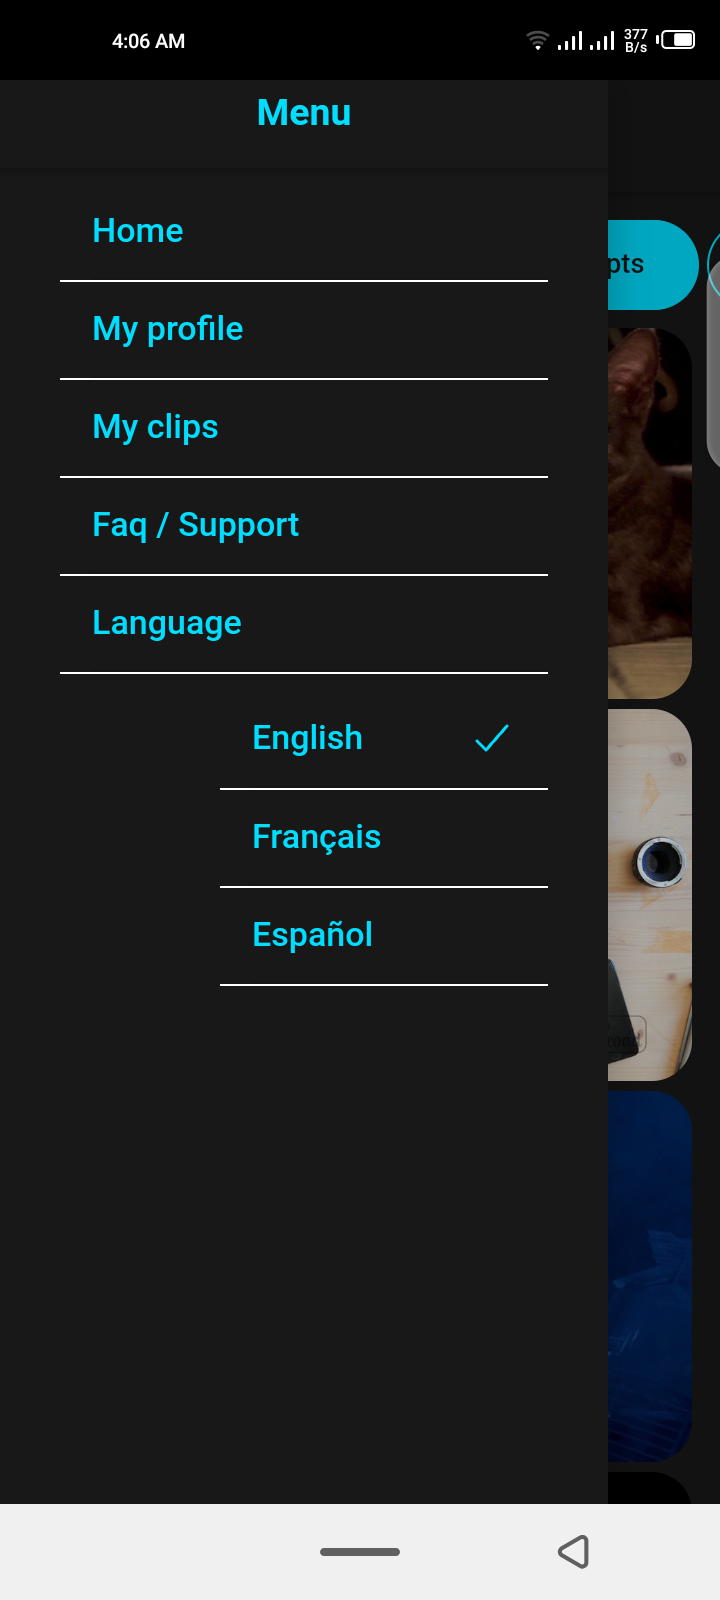 4:06 AM
377
B/s
Menu
Home
pts
My profile
My clips
Faq / Support
Language
English
Français
Español